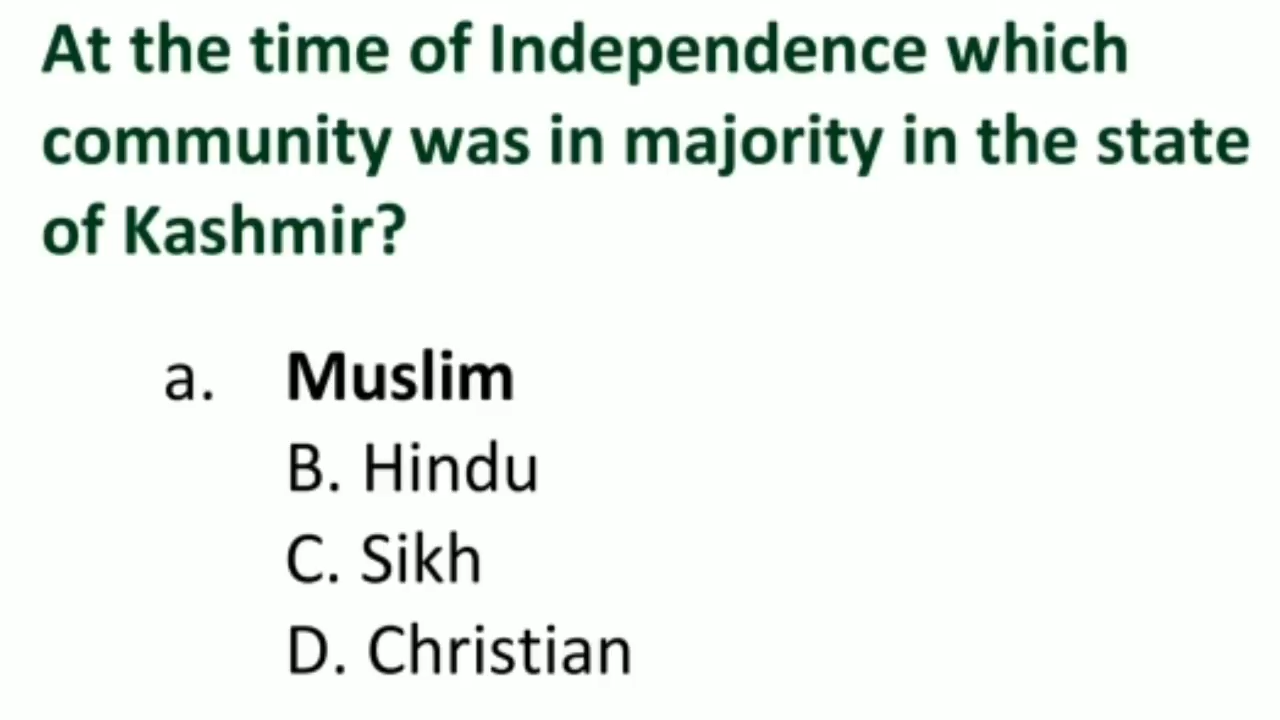 At the time of Independence which
community was in majority in the state
of Kashmir?
a. Muslim
B. Hindu
C. Sikh
D. Christian